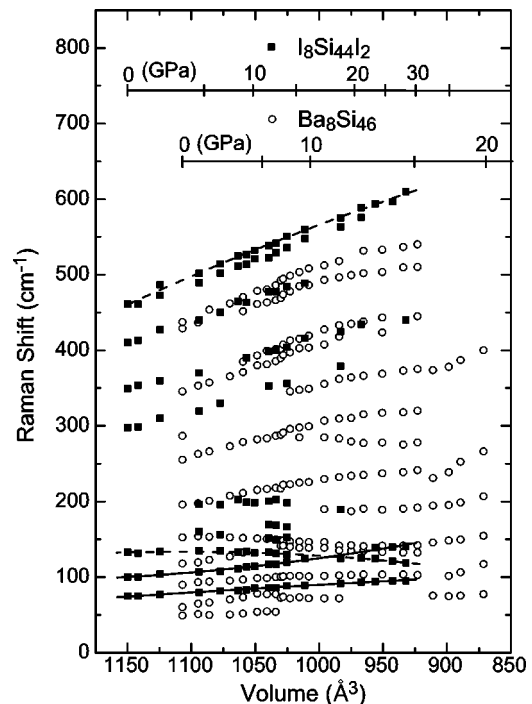 800
700
600
500
400
300
200
100
0
Raman Shift (cm⁻¹)
■ I₈Si₄₄I₂
0 (GPa) 10 20 30
○ Ba₈Si₄₆
0 (GPa) 10 20
1150 1100 1050 1000 950 900 850
Volume (Å³)